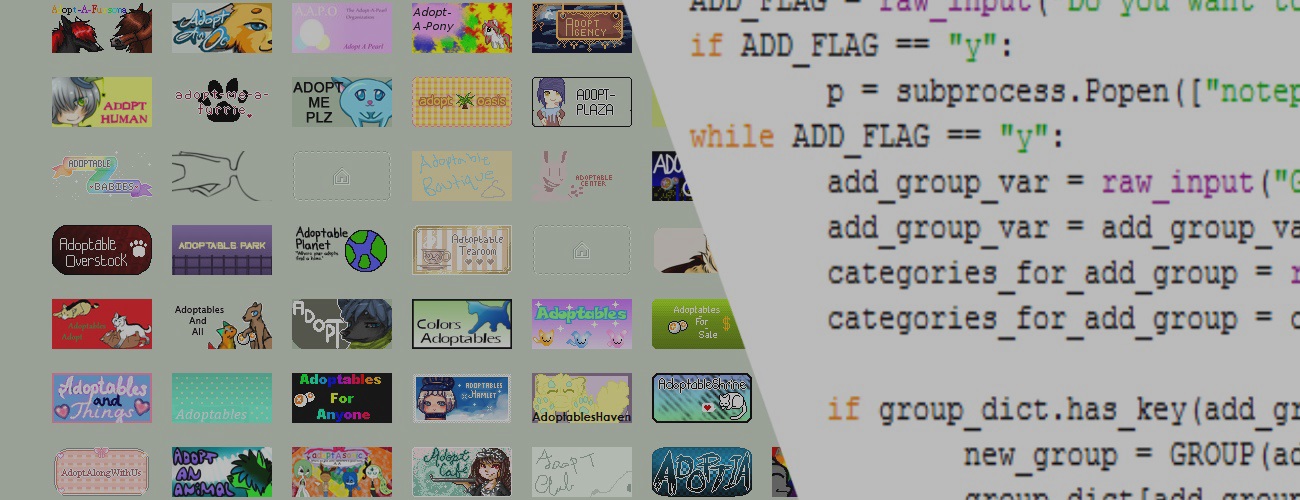 Adopt-A-Fursona
Adopt
An Oc
A.A.P.O
The Adopt-A-Pearl
Organization
Adopt A Pearl
Adopt-
A-Pony
ADOPT
AGENCY
ADOPT
HUMAN
adopt-me-a-
furrie
ADOPT
ME
PLZ
adopt oasis
ADOPT-
PLAZA
ADOPTABLE
BABIES
Adoptable
Boutique
ADOPTABLE
CENTER
Adoptable
Overstock
ADOPTABLE PARK
Adoptable
Planet
Adoptable
Tearoom
Adoptables
Adopt
Adoptables
And
All
ADOPT
Colors
Adoptables
Adoptables
Adoptables
For
Sale
Adoptables
and
Things
Adoptables
Adoptables
For
Anyone
ADOPTABLES
HAMLET
AdoptablesHaven
AdoptableShrine
AdoptAlongWithUs
ADOPT
AN
ANIMAL
ADOPTASONIC
Adopt
Café
Adopt
Club
ADOPTIA
ADD_FLAG = raw_input("Do you want to
if ADD_FLAG == "y":
p = subprocess.Popen(["notep
while ADD_FLAG == "y":
add_group_var = raw_input("G
add_group_var = add_group_va
categories_for_add_group = r
categories_for_add_group = c
if group_dict.has_key(add_gr
new_group = GROUP(ad
group_dict[add_group